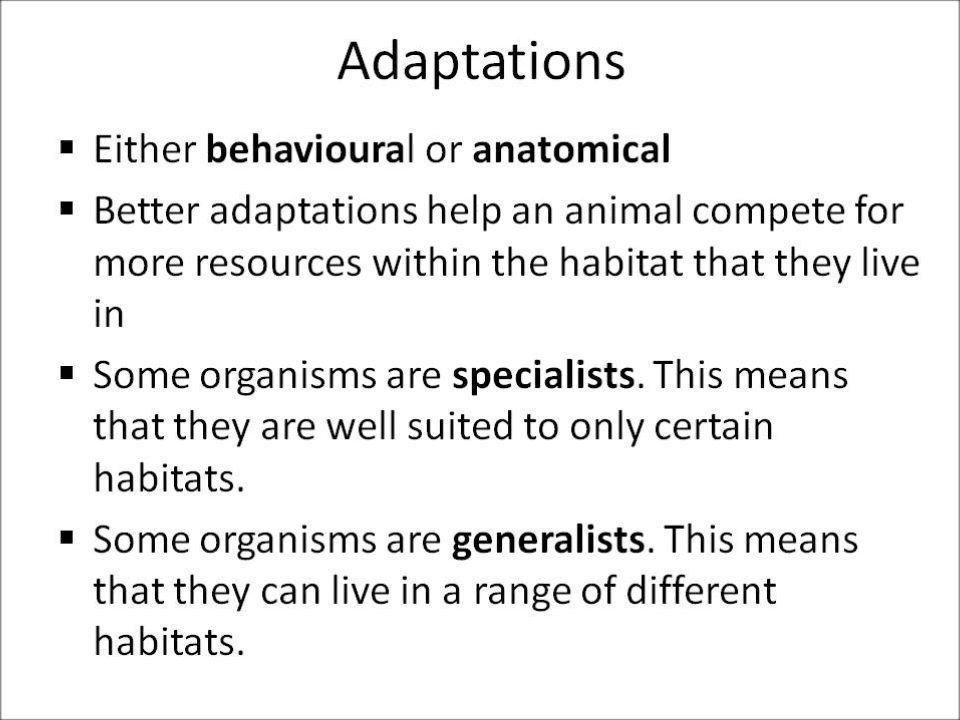 Adaptations
▪ Either behavioural or anatomical
▪ Better adaptations help an animal compete for
more resources within the habitat that they live
in
▪ Some organisms are specialists. This means
that they are well suited to only certain
habitats.
▪ Some organisms are generalists. This means
that they can live in a range of different
habitats.